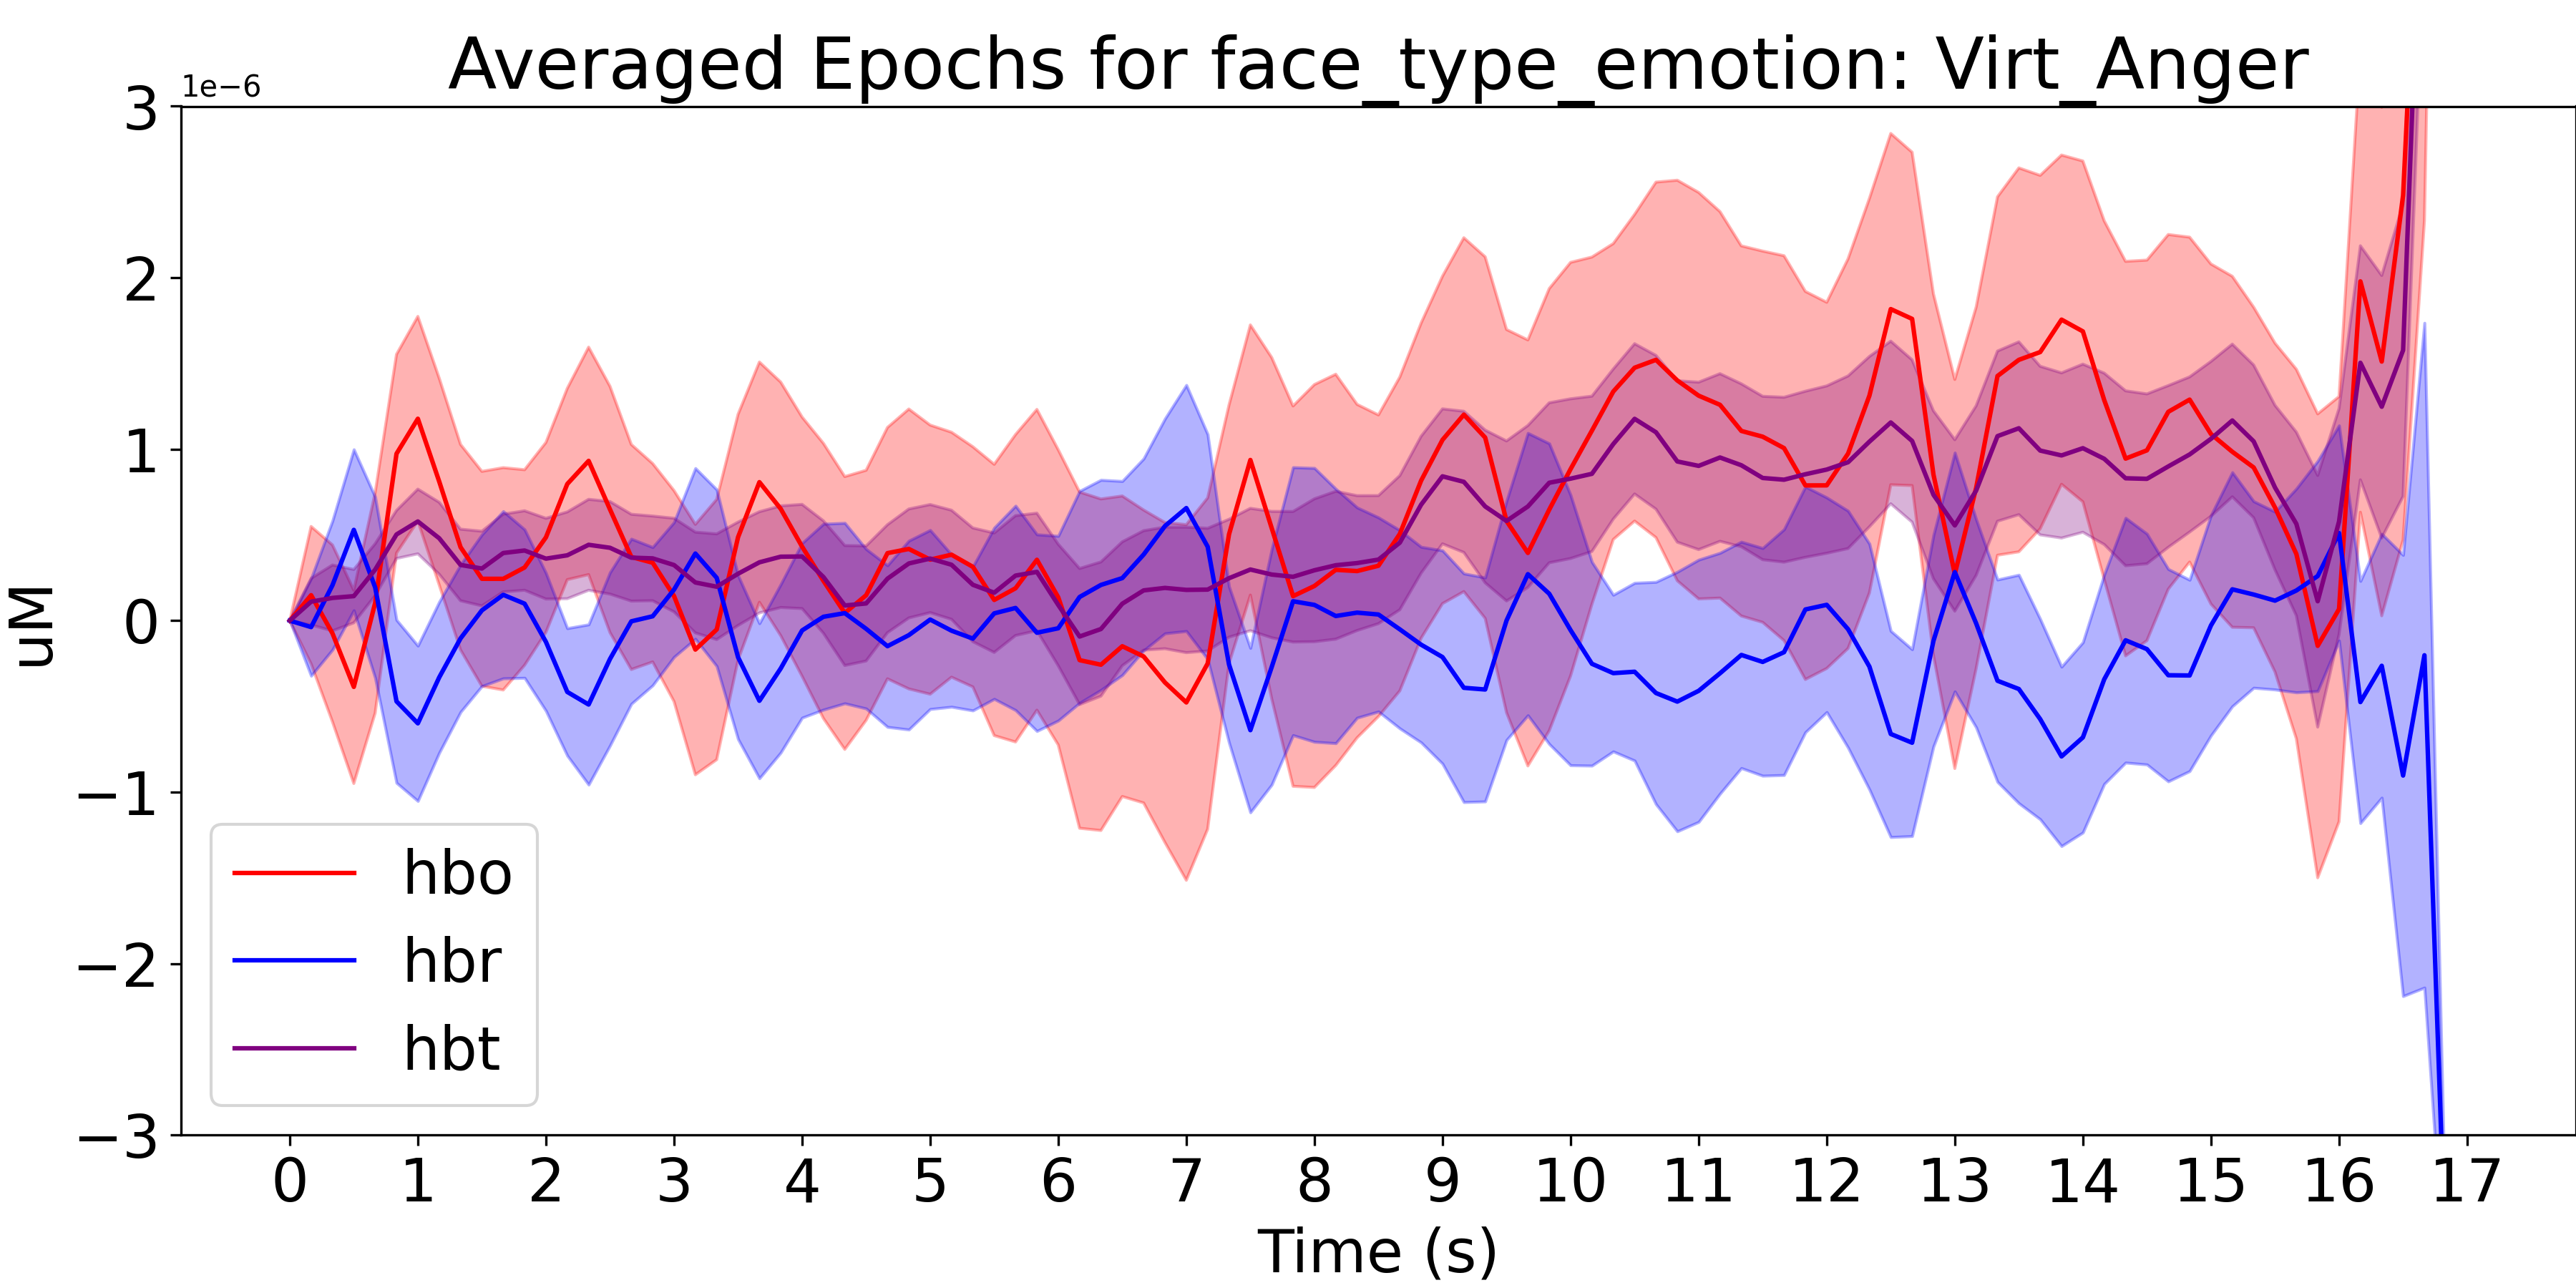 Averaged Epochs for face_type_emotion: Virt_Anger
1e−6
3
2
1
0
−1
−2
−3
uM
hbo
hbr
hbt
0 1 2 3 4 5 6 7 8 9 10 11 12 13 14 15 16 17
Time (s)